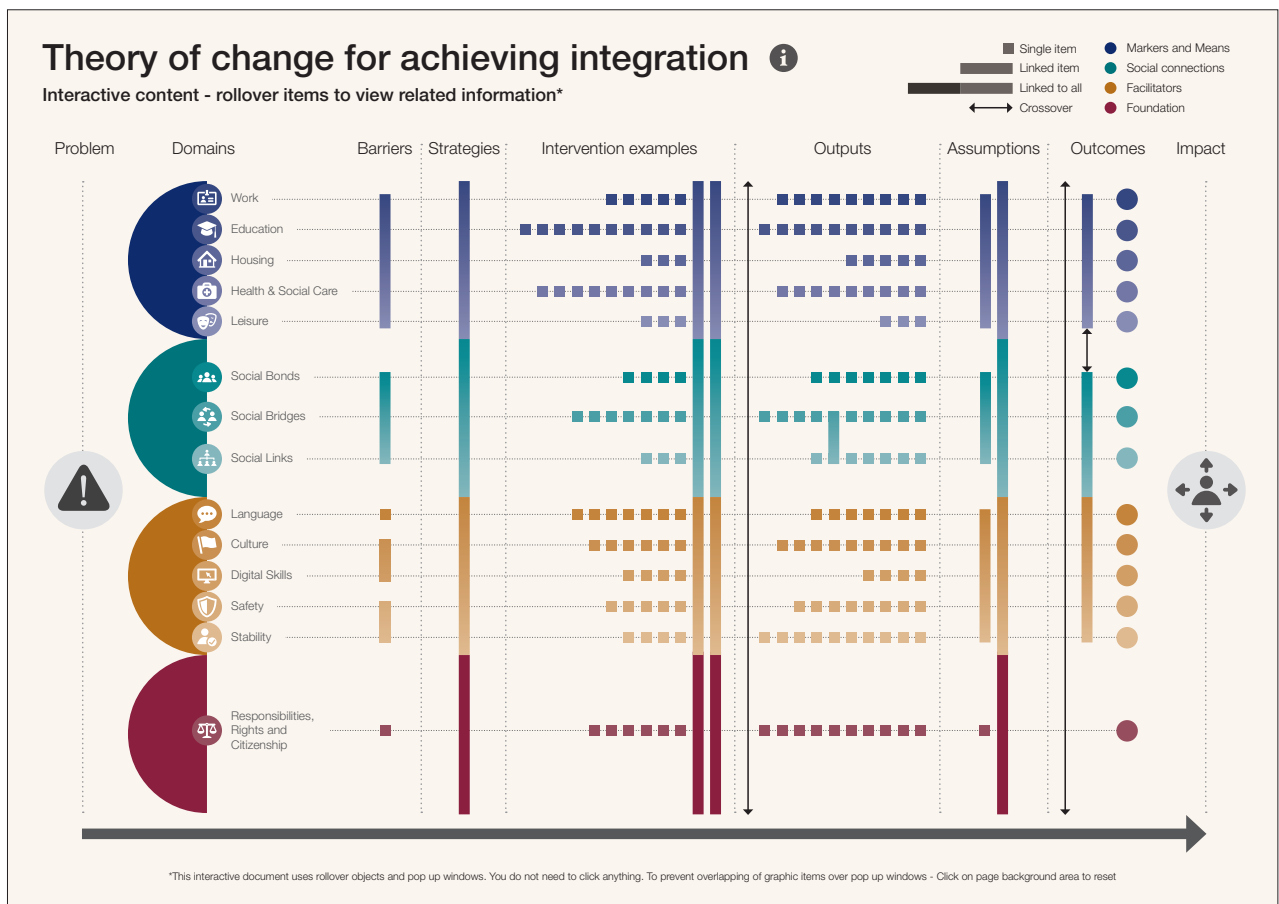 Theory of change for achieving integration i
Interactive content - rollover items to view related information*
Single item
Linked item
Linked to all
Crossover
Markers and Means
Social connections
Facilitators
Foundation
Problem Domains Barriers Strategies Intervention examples Outputs Assumptions Outcomes Impact
Work
Education
Housing
Health & Social Care
Leisure
Social Bonds
Social Bridges
Social Links
Language
Culture
Digital Skills
Safety
Stability
Responsibilities,
Rights and
Citizenship
*This interactive document uses rollover objects and pop up windows. You do not need to click anything. To prevent overlapping of graphic items over pop up windows - Click on page background area to reset